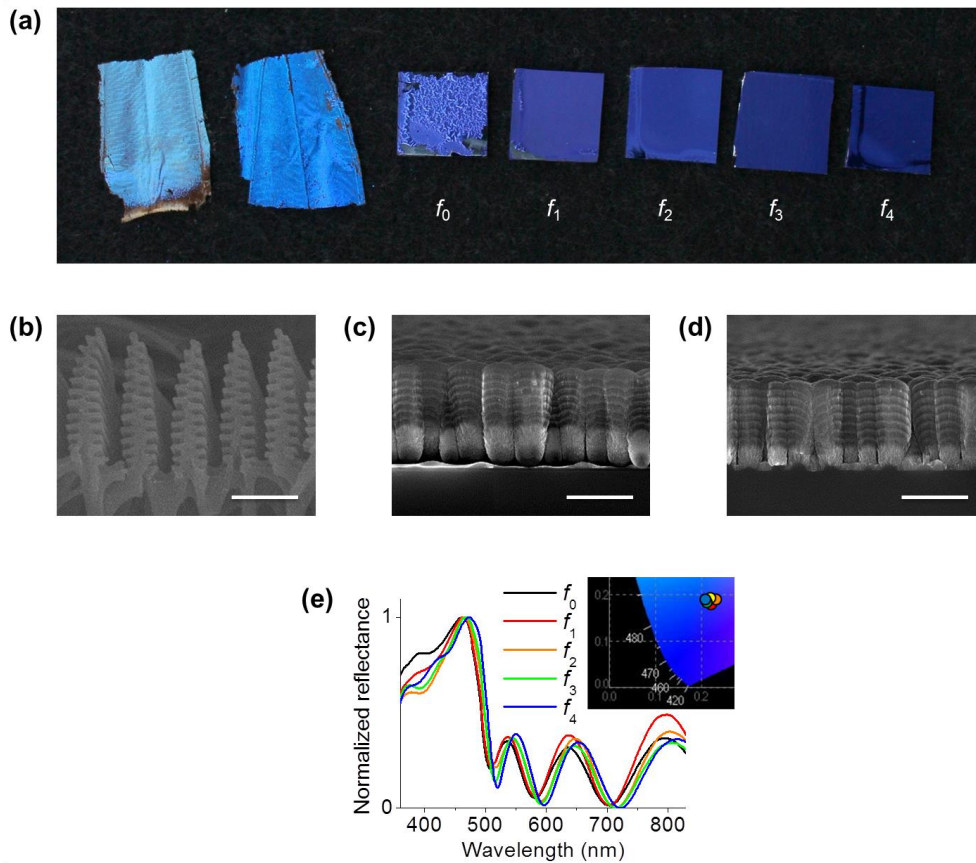 (a)
f0 f1 f2 f3 f4
(b) (c) (d)
(e)
f0
f1
f2
f3
f4
Normalized reflectance
1
0
400 500 600 700 800
Wavelength (nm)
0.2
0.1
0.0
0.0 0.1 0.2
480
470
460
420